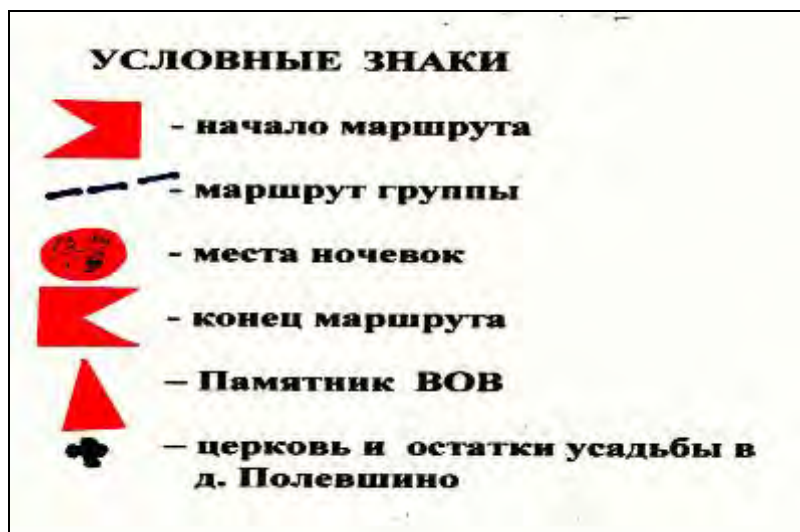 УСЛОВНЫЕ ЗНАКИ
- начало маршрута
- маршрут группы
- места ночевок
- конец маршрута
– Памятник ВОВ
– церковь и остатки усадьбы в
д. Полевшино